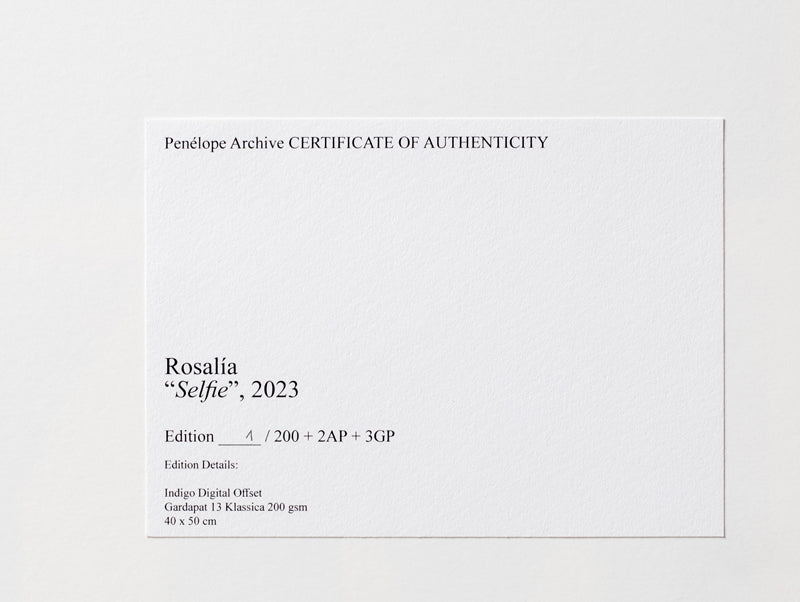 Penélope Archive CERTIFICATE OF AUTHENTICITY
Rosalía
“Selfie”, 2023
Edition ___1_ / 200 + 2AP + 3GP
Edition Details:
Indigo Digital Offset
Gardapat 13 Klassica 200 gsm
40 x 50 cm